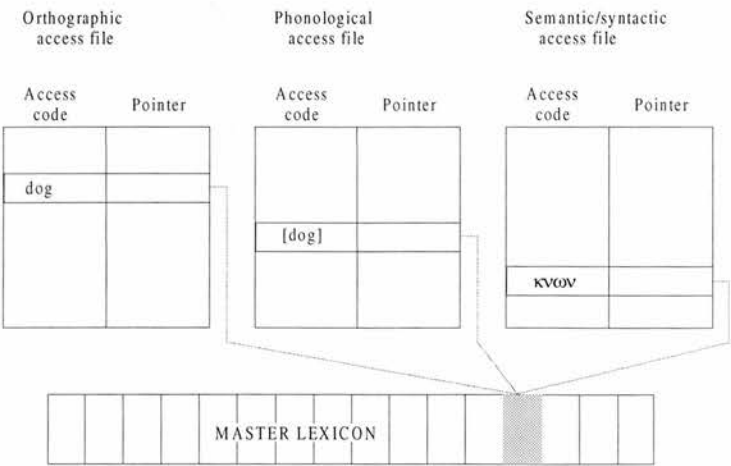 Orthographic
access file
Phonological
access file
Semantic/syntactic
access file
Access
code
Pointer
Access
code
Pointer
Access
code
Pointer
dog
[dog]
κνων
MASTER LEXICON